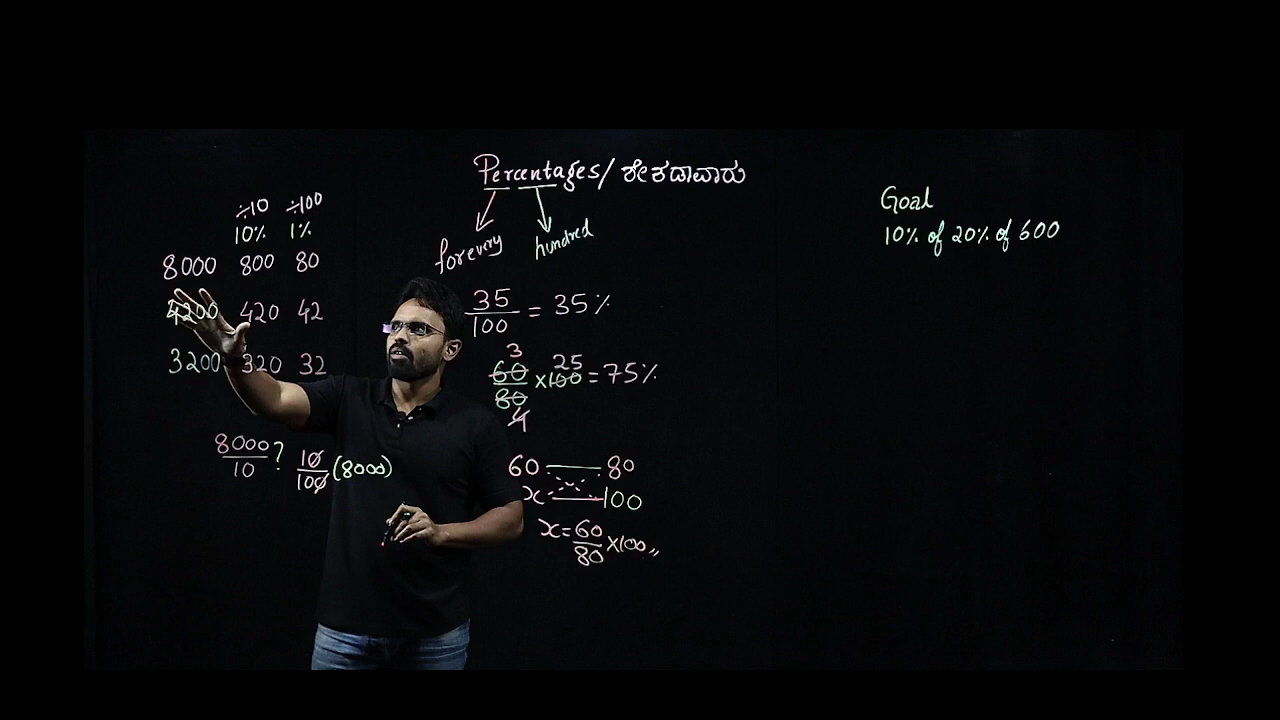 Percentages/ ಶೇಕಡಾವಾರು
for every hundred
÷10 ÷100
10% 1%
8000 800 80
4200 420 42
3200 320 32
8000/10 ? 10/100 (8000)
35/100 = 35%
3 25
60/80 ×100 = 75%
4
60 80
x 100
x = 60/80 ×100,,
Goal
10% of 20% of 600